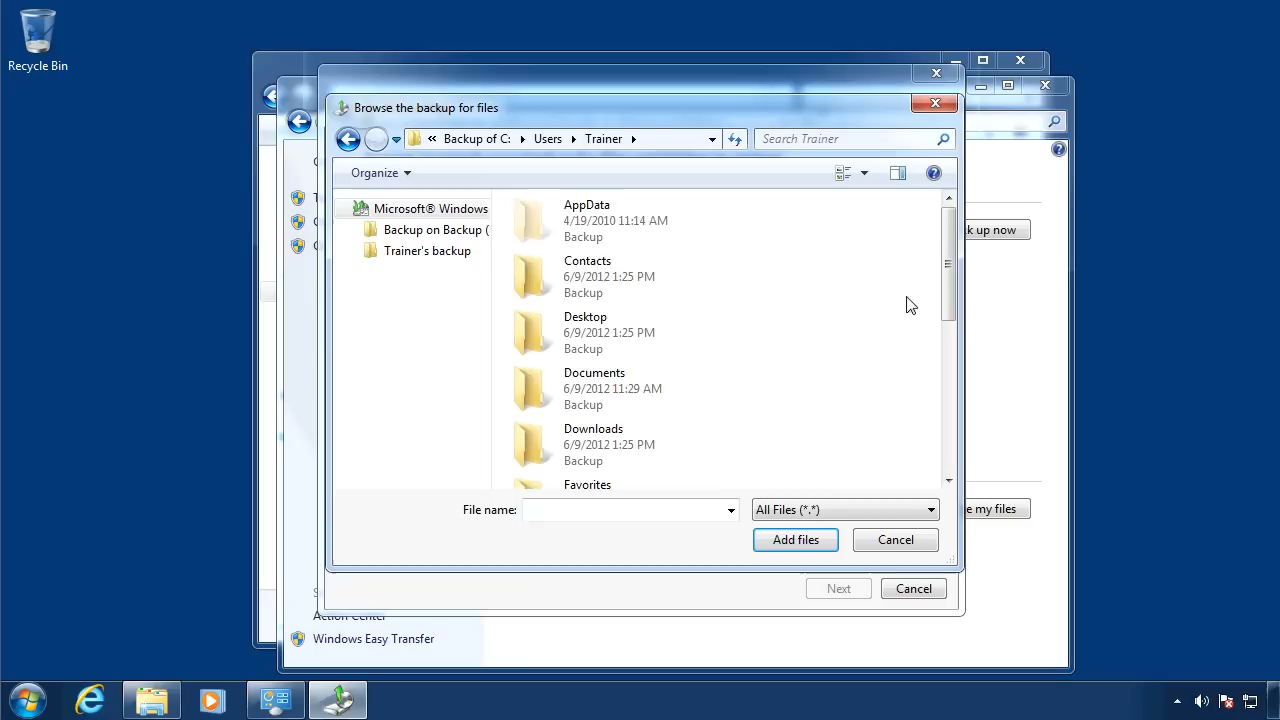 Recycle Bin
Browse the backup for files
« Backup of C: Users Trainer
Search Trainer
Organize
Microsoft® Windows
Backup on Backup (
Trainer's backup
AppData
4/19/2010 11:14 AM
Backup
Contacts
6/9/2012 1:25 PM
Backup
Desktop
6/9/2012 1:25 PM
Backup
Documents
6/9/2012 11:29 AM
Backup
Downloads
6/9/2012 1:25 PM
Backup
Favorites
k up now
File name:
All Files (*.*)
e my files
Add files
Cancel
Next
Cancel
Action Center
Windows Easy Transfer